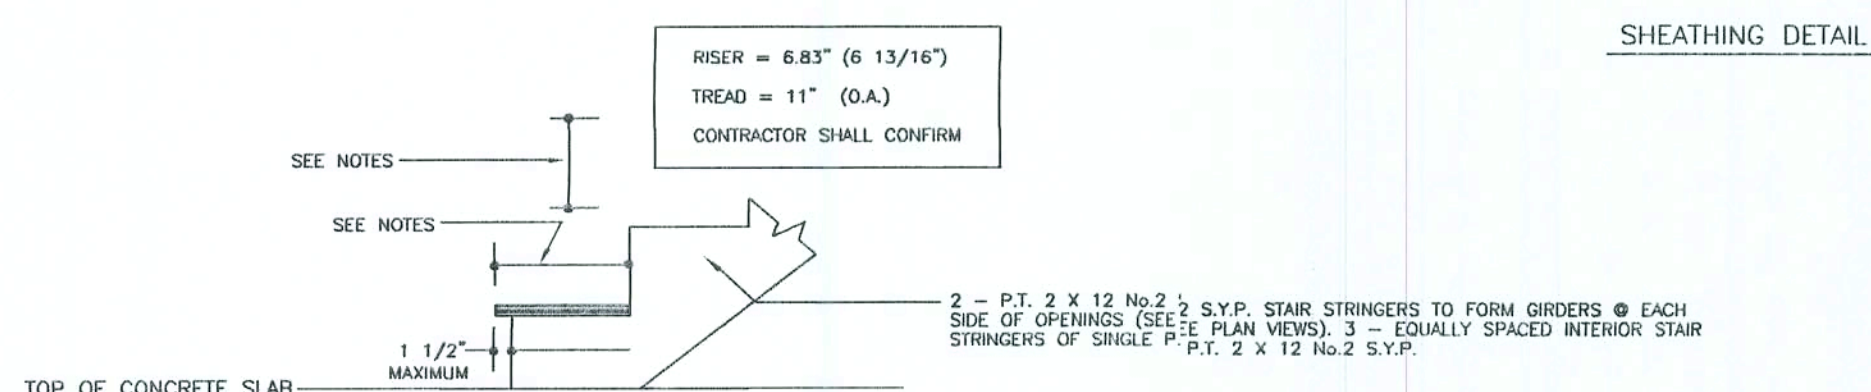 SHEATHING DETAIL
RISER = 6.83" (6 13/16")
TREAD = 11" (O.A.)
CONTRACTOR SHALL CONFIRM
SEE NOTES
SEE NOTES
2 - P.T. 2 X 12 No.2 S.Y.P. STAIR STRINGERS TO FORM GIRDERS @ EACH
SIDE OF OPENINGS (SEE PLAN VIEWS). 3 - EQUALLY SPACED INTERIOR STAIR
STRINGERS OF SINGLE P.T. 2 X 12 No.2 S.Y.P.
1 1/2"
MAXIMUM
TOP OF CONCRETE SLAB